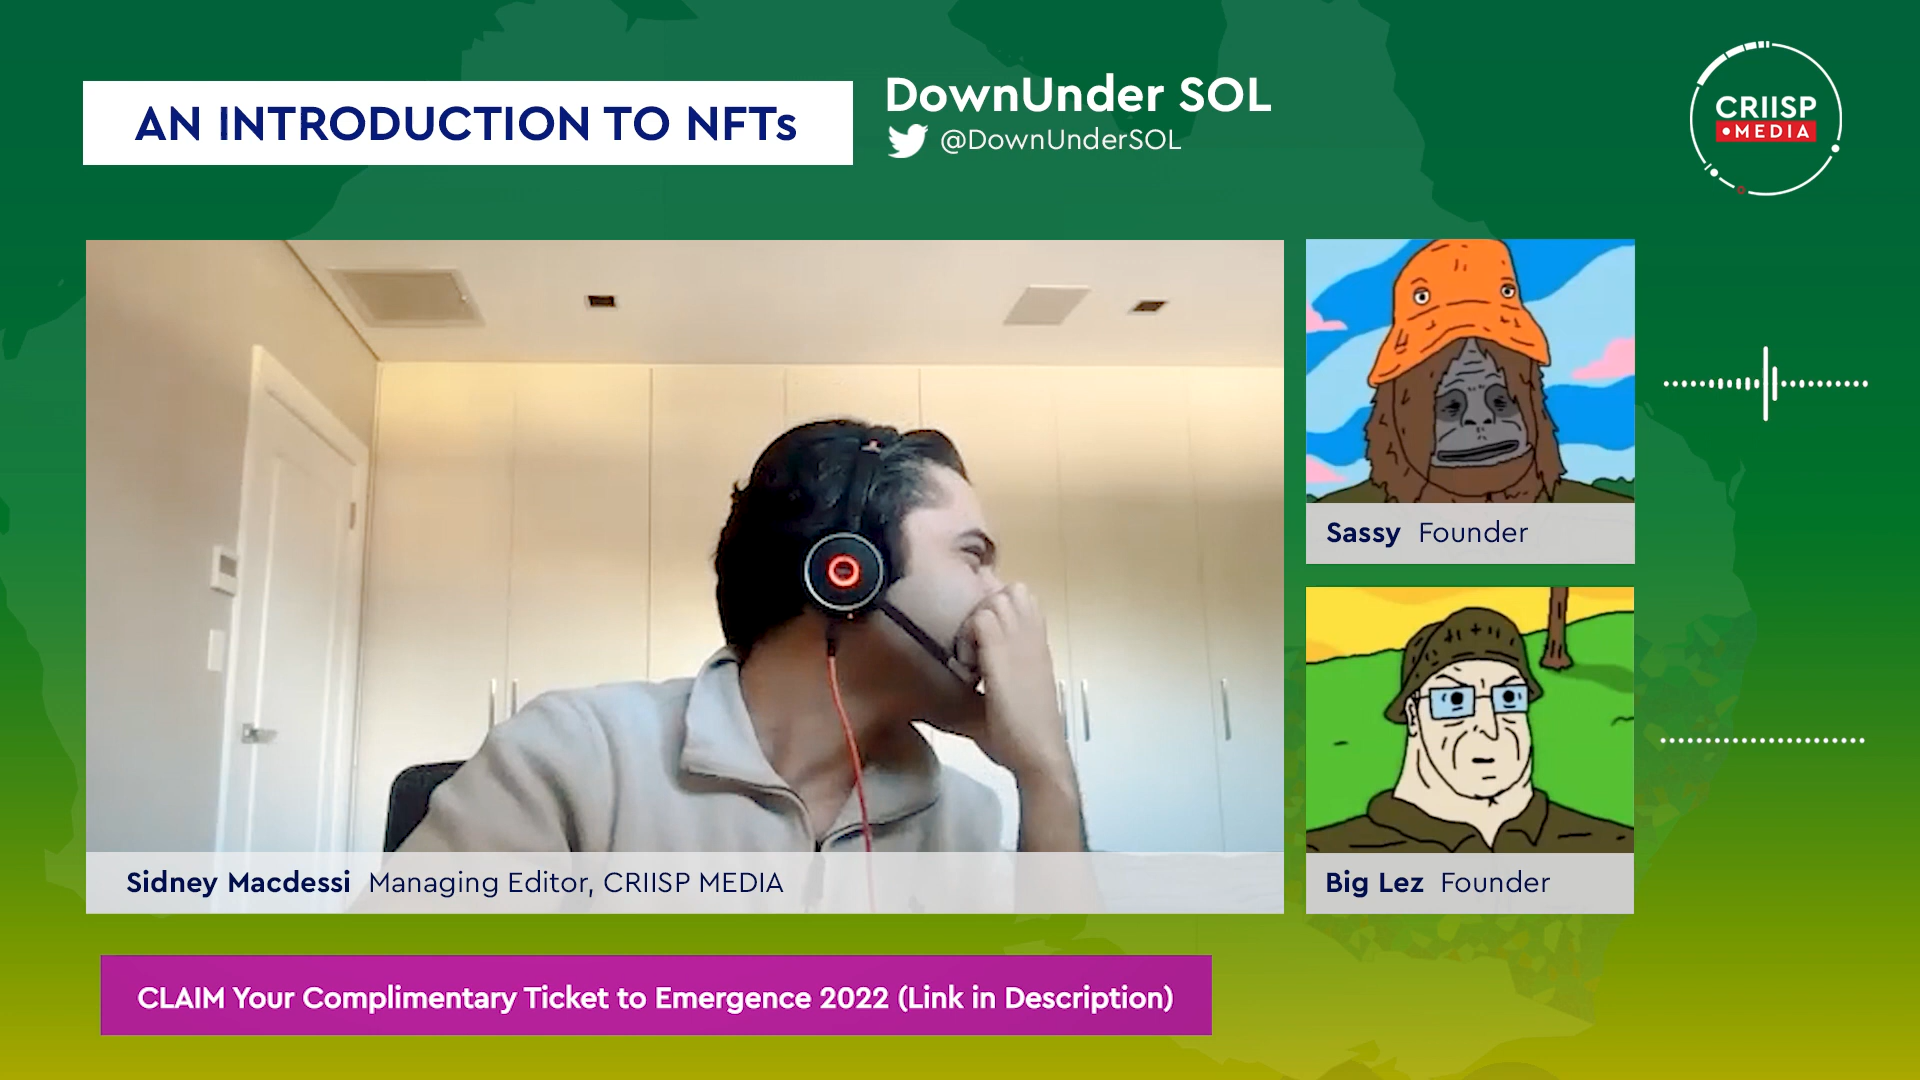 AN INTRODUCTION TO NFTs
DownUnder SOL
@DownUnderSOL
CRIISP
MEDIA
Sassy Founder
Sidney Macdessi Managing Editor, CRIISP MEDIA
Big Lez Founder
CLAIM Your Complimentary Ticket to Emergence 2022 (Link in Description)